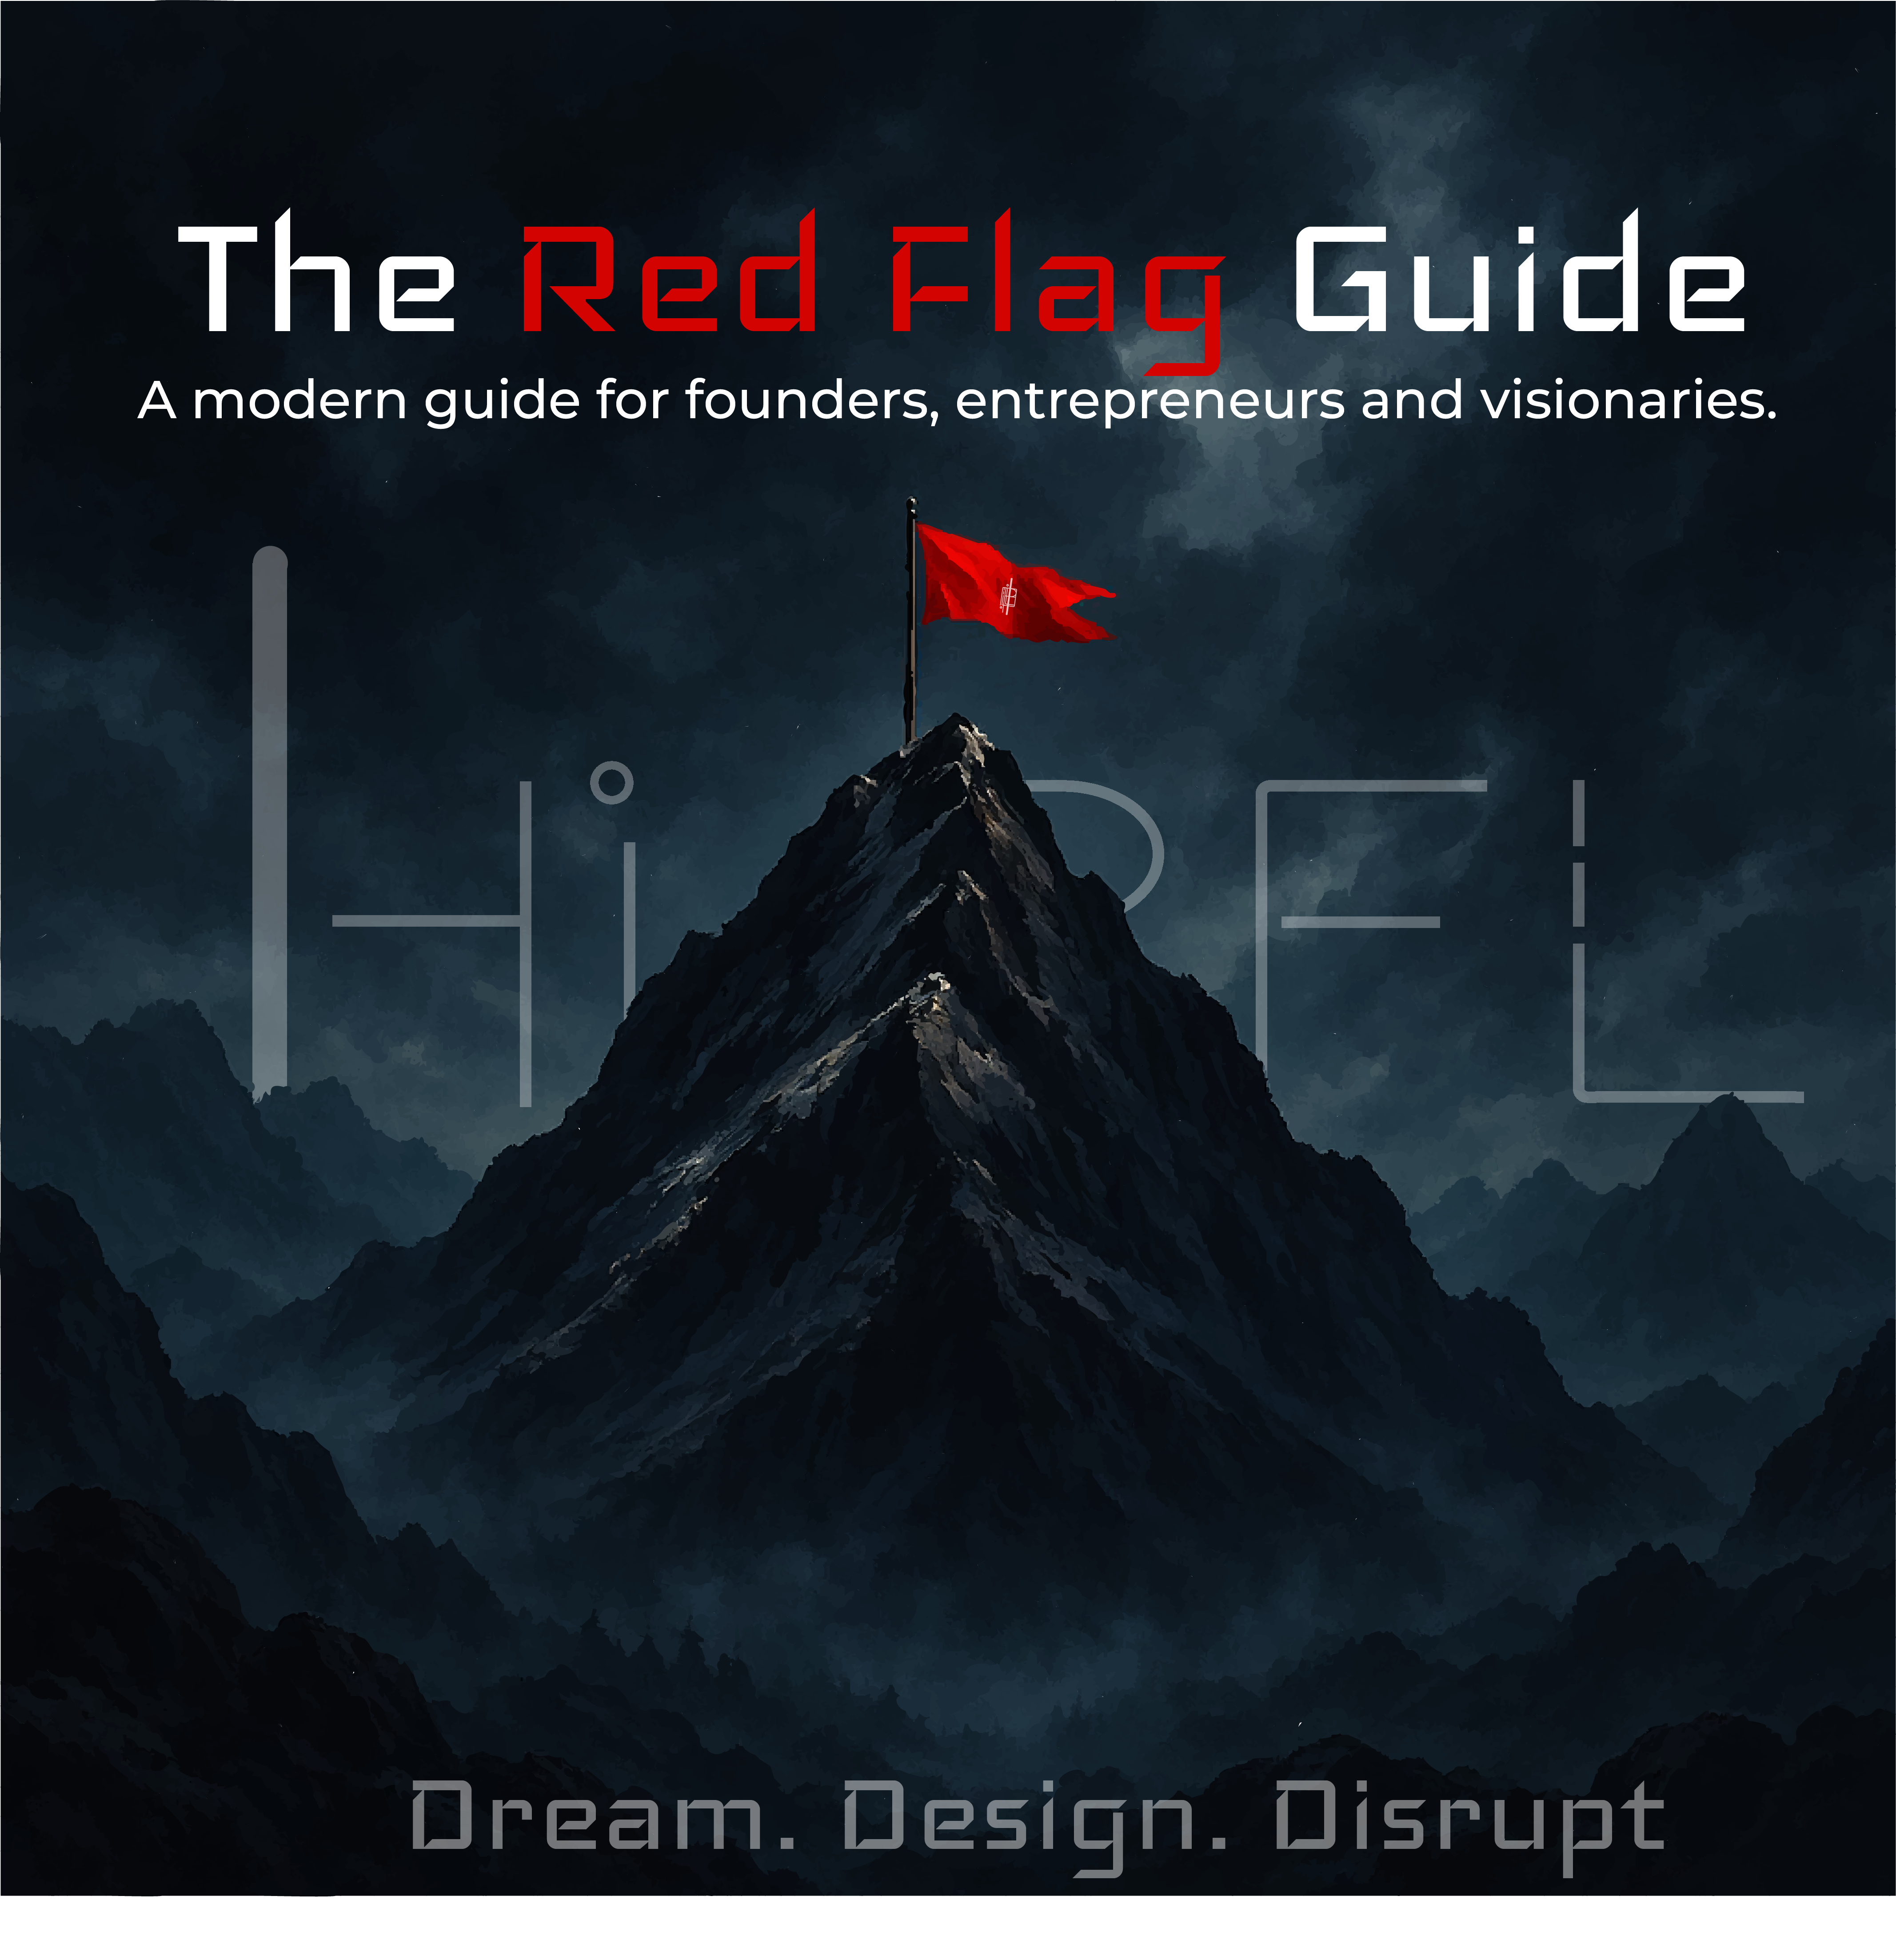 The Red Flag Guide
A modern guide for founders, entrepreneurs and visionaries.
Dream. Design. Disrupt